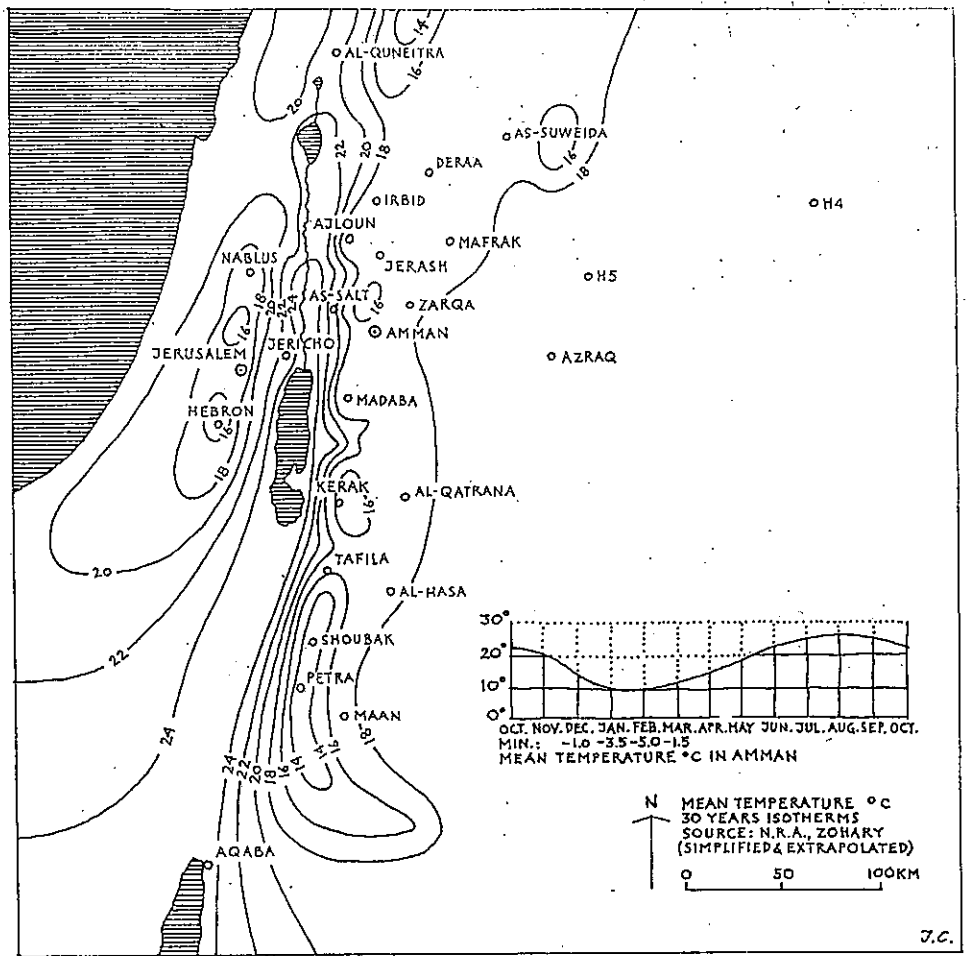 14
AL-QUNEITRA
16
20
AS-SUWEIDA
22
20
18
16
18
DERAA
H4
IRBID
AJLOUN
MAFRAK
NABLUS
JERASH
H5
18
20
22
24
AS-SALT
16
ZARQA
16
AMMAN
JERUSALEM
JERICHO
AZRAQ
HEBRON
16
MADABA
18
KERAK
16
AL-QATRANA
20
TAFILA
AL-HASA
SHOUBAK
22
PETRA
24
MAAN
18
24
22
20
18
16
14
14
16
AQABA
30°
20°
10°
0°
OCT. NOV. DEC. JAN. FEB. MAR. APR. MAY JUN. JUL. AUG. SEP. OCT.
MIN.: -1.0 -3.5 -5.0 -1.5
MEAN TEMPERATURE °C IN AMMAN
N
MEAN TEMPERATURE °C
30 YEARS ISOTHERMS
SOURCE: N.R.A., ZOHARY
(SIMPLIFIED & EXTRAPOLATED)
0 50 100KM
J.C.